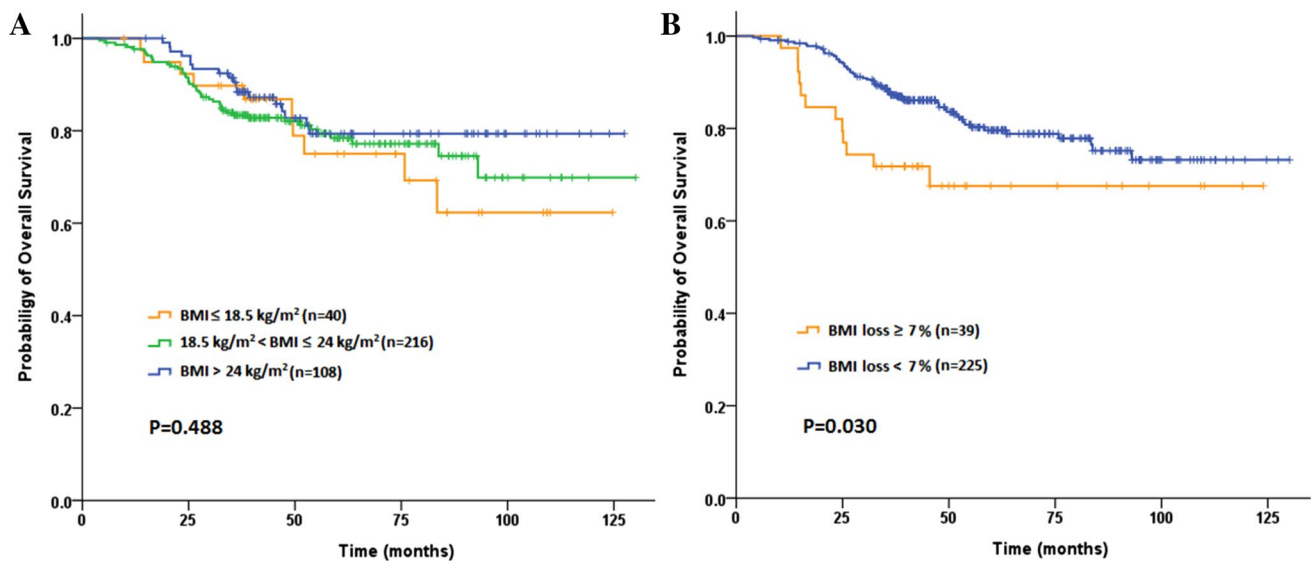 A
Probabiligy of Overall Survival
1.0
0.8
0.6
0.4
0.2
0.0
BMI ≤ 18.5 kg/m² (n=40)
18.5 kg/m² < BMI ≤ 24 kg/m² (n=216)
BMI > 24 kg/m² (n=108)
P=0.488
0 25 50 75 100 125
Time (months)
B
Probability of Overall Survival
1.0
0.8
0.6
0.4
0.2
0.0
BMI loss ≥ 7% (n=39)
BMI loss < 7% (n=225)
P=0.030
0 25 50 75 100 125
Time (months)